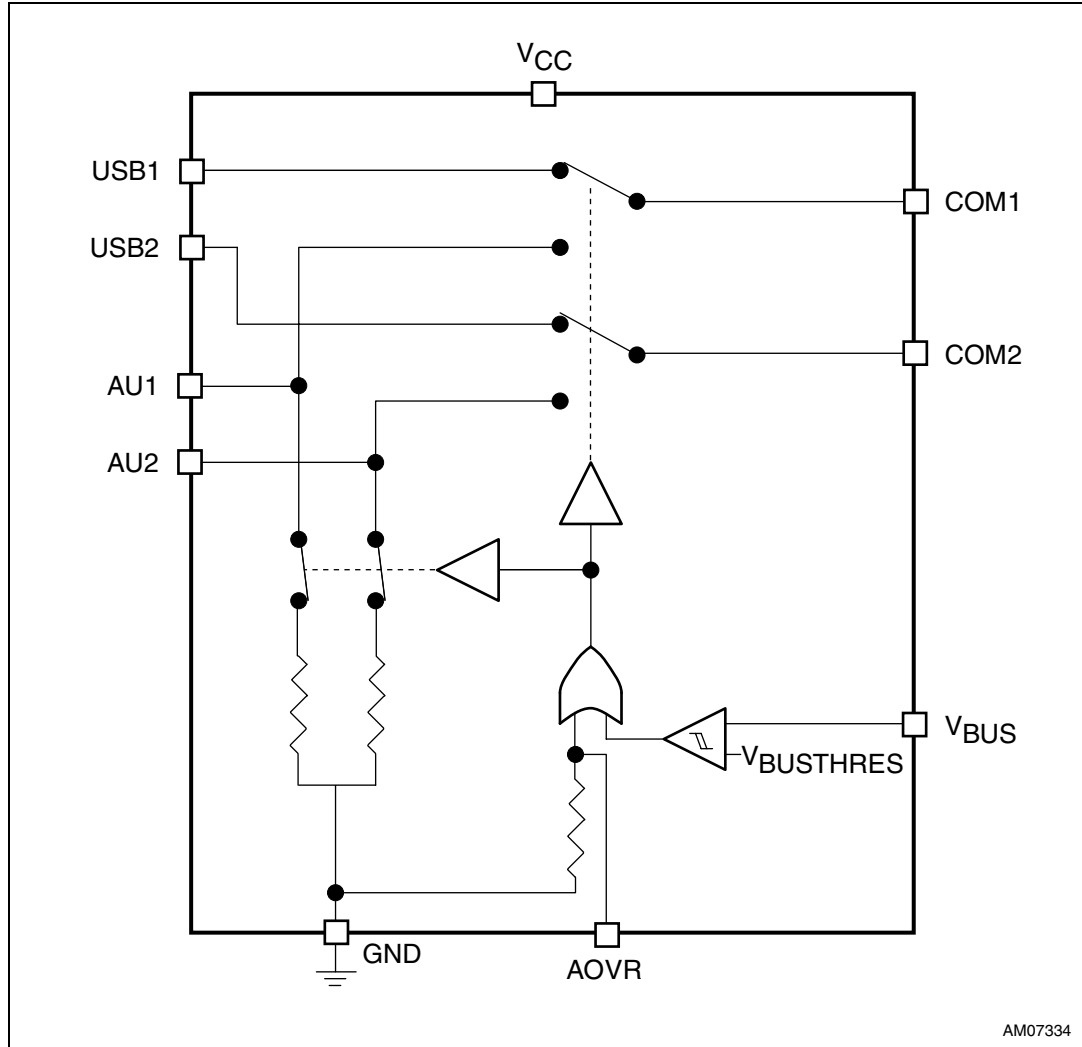 VCC
USB1
COM1
USB2
COM2
AU1
AU2
VBUS
VBUSTHRES
GND
AOVR
AM07334